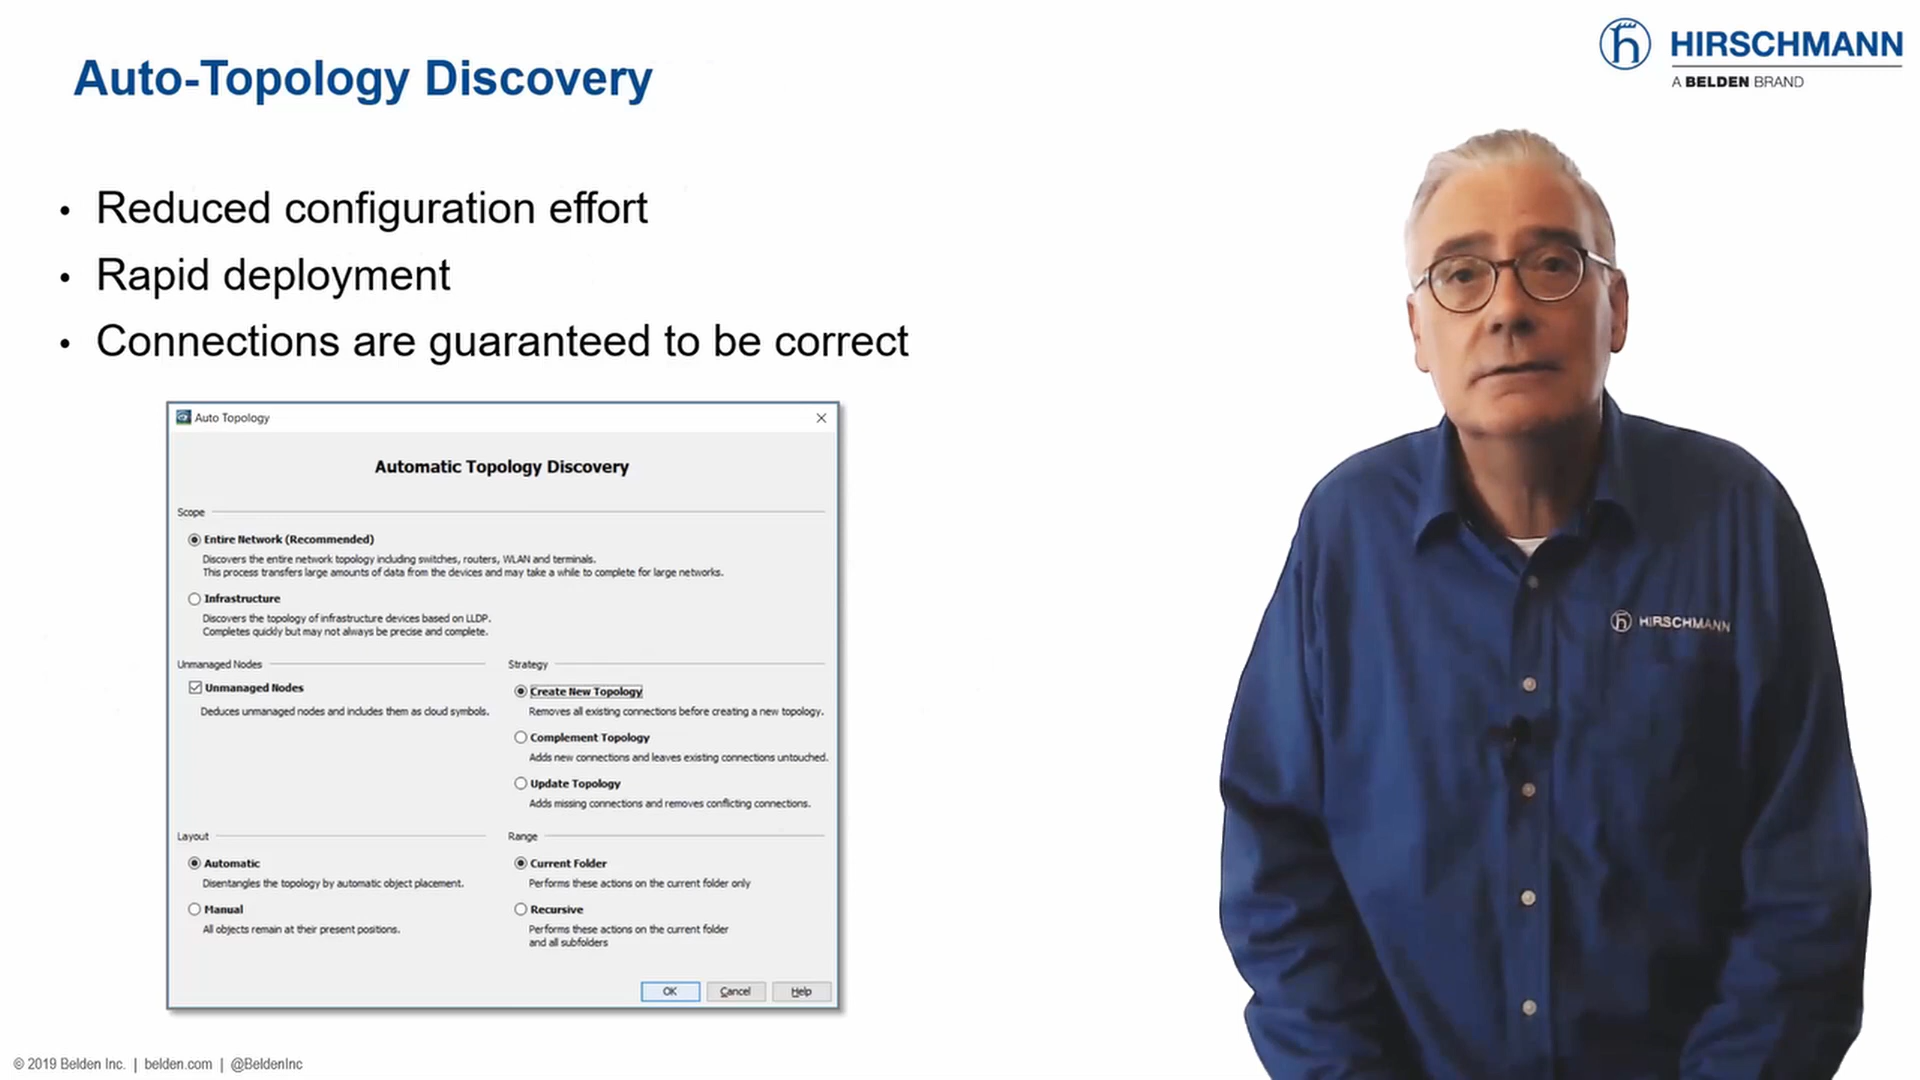 Auto-Topology Discovery
HIRSCHMANN
A BELDEN BRAND
• Reduced configuration effort
• Rapid deployment
• Connections are guaranteed to be correct
Auto Topology
Automatic Topology Discovery
Scope
Entire Network (Recommended)
Discovers the entire network topology including switches, routers, WLAN and terminals.
This process transfers large amounts of data from the devices and may take a while to complete for large networks.
Infrastructure
Discovers the topology of infrastructure devices based on LLDP.
Completes quickly but may not always be precise and complete.
Unmanaged Nodes
Unmanaged Nodes
Deduces unmanaged nodes and includes them as cloud symbols.
Strategy
Create New Topology
Removes all existing connections before creating a new topology.
Complement Topology
Adds new connections and leaves existing connections untouched.
Update Topology
Adds missing connections and removes conflicting connections.
Layout
Automatic
Disentangles the topology by automatic object placement.
Manual
All objects remain at their present positions.
Range
Current Folder
Performs these actions on the current folder only
Recursive
Performs these actions on the current folder
and all subfolders
OK
Cancel
Help
HIRSCHMANN
© 2019 Belden Inc. | belden.com | @BeldenInc